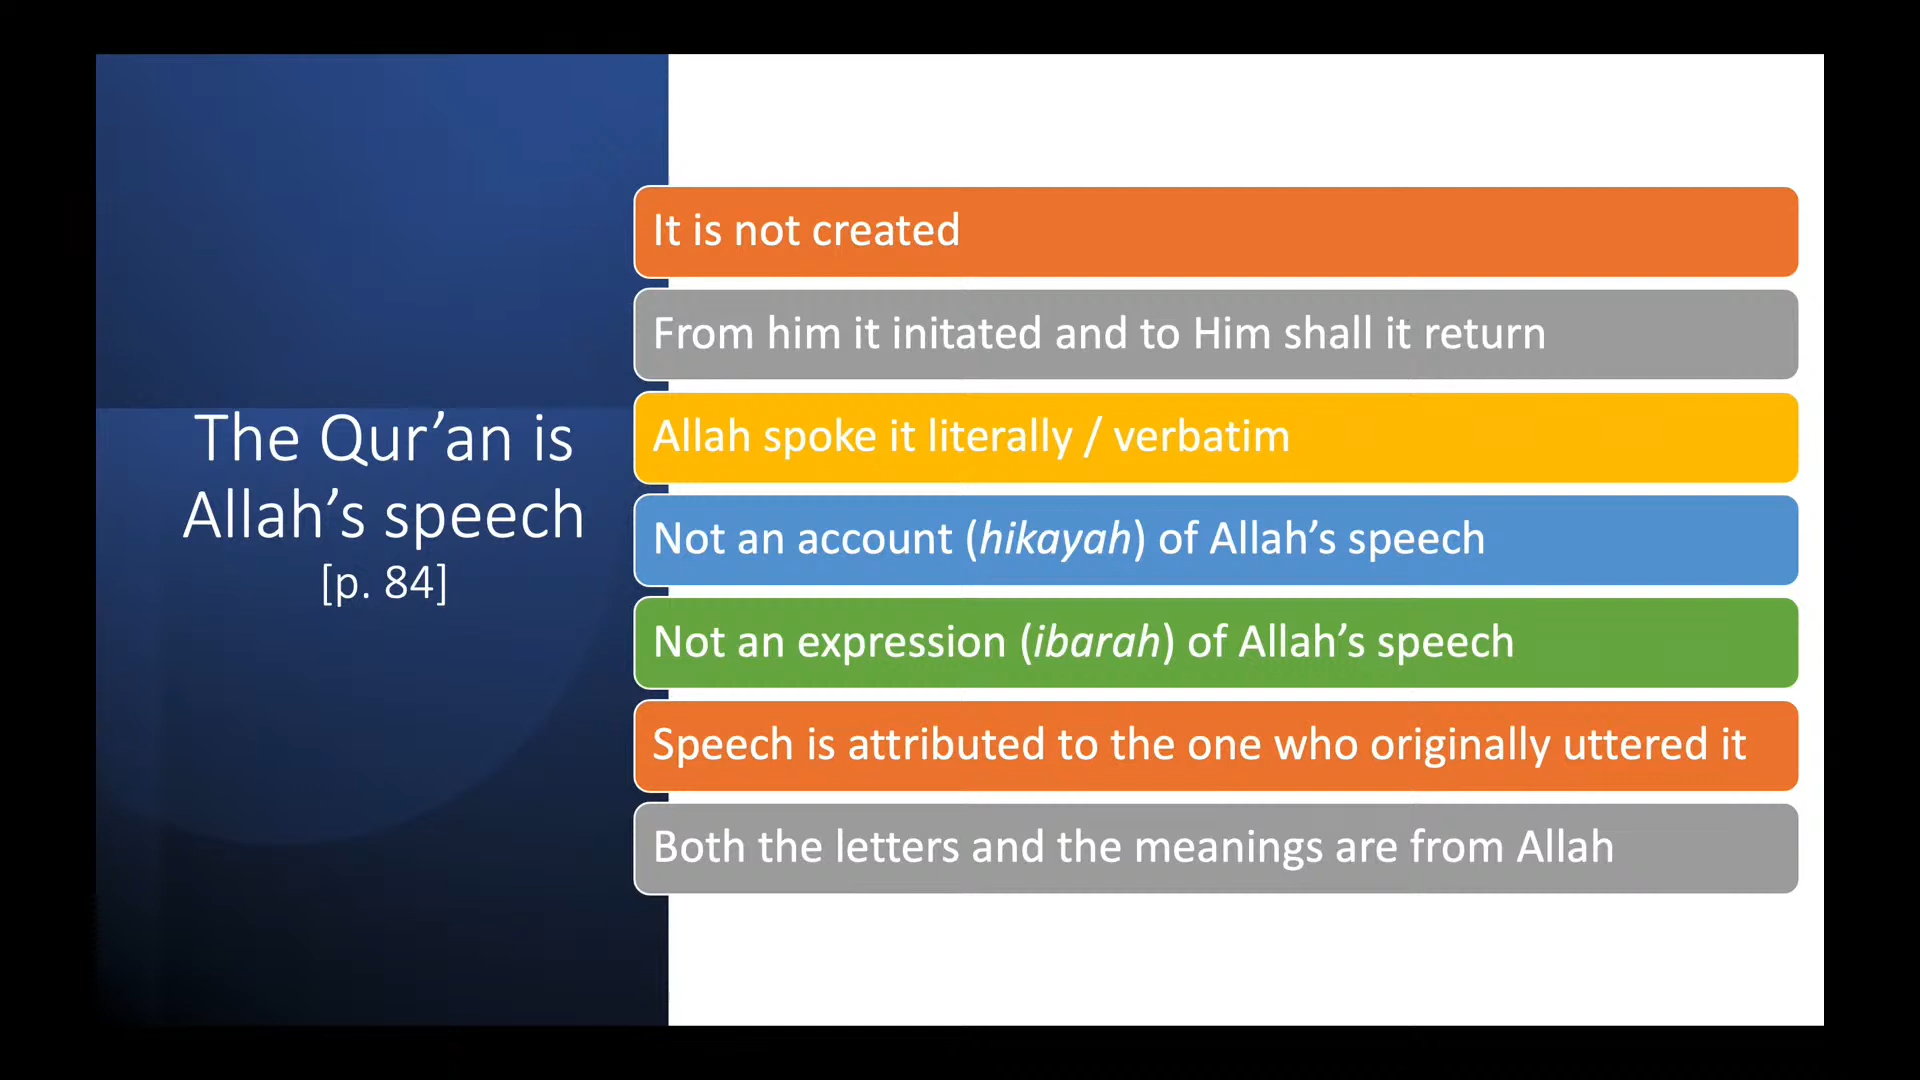 The Qur’an is
Allah’s speech
[p. 84]
It is not created
From him it initated and to Him shall it return
Allah spoke it literally / verbatim
Not an account (hikayah) of Allah’s speech
Not an expression (ibarah) of Allah’s speech
Speech is attributed to the one who originally uttered it
Both the letters and the meanings are from Allah